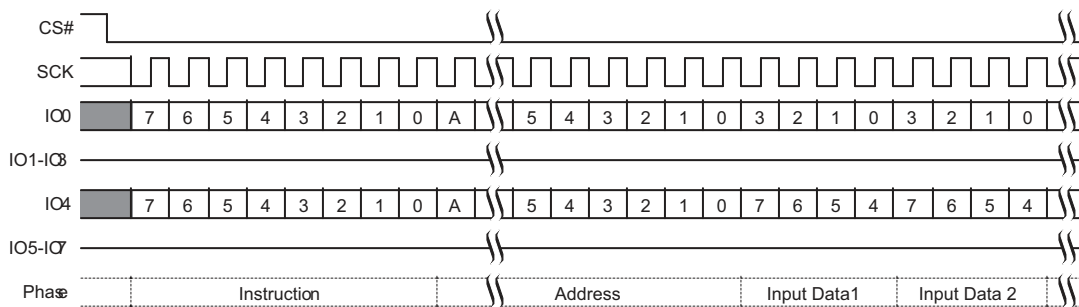 CS#
SCK
IO0 7 6 5 4 3 2 1 0 A 5 4 3 2 1 0 3 2 1 0 3 2 1 0
IO1-IO3
IO4 7 6 5 4 3 2 1 0 A 5 4 3 2 1 0 7 6 5 4 7 6 5 4
IO5-IO7
Phase Instruction Address Input Data1 Input Data 2